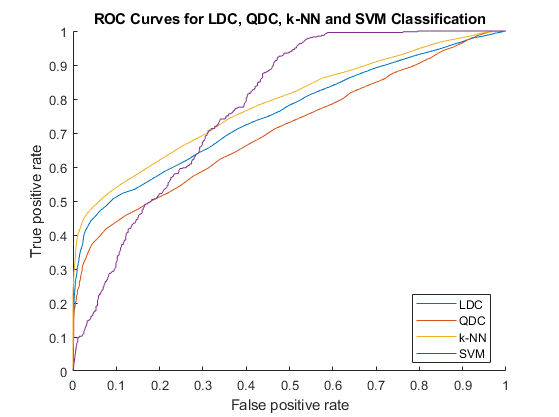 ROC Curves for LDC, QDC, k-NN and SVM Classification
1
0.9
0.8
0.7
0.6
0.5
0.4
0.3
0.2
0.1
0
True positive rate
0 0.1 0.2 0.3 0.4 0.5 0.6 0.7 0.8 0.9 1
False positive rate
LDC
QDC
k-NN
SVM